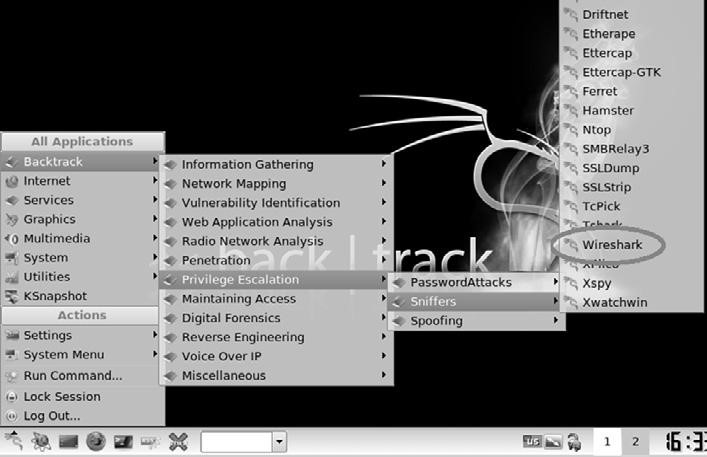 All Applications
Backtrack
Internet
Services
Graphics
Multimedia
System
Utilities
KSnapshot
Actions
Settings
System Menu
Run Command...
Lock Session
Log Out...
Information Gathering
Network Mapping
Vulnerability Identification
Web Application Analysis
Radio Network Analysis
Penetration
Privilege Escalation
Maintaining Access
Digital Forensics
Reverse Engineering
Voice Over IP
Miscellaneous
PasswordAttacks
Sniffers
Spoofing
Driftnet
Etherape
Ettercap
Ettercap-GTK
Ferret
Hamster
Ntop
SMBRelay3
SSLDump
SSLStrip
TcPick
Tshark
Wireshark
Xplico
Xspy
Xwatchwin
track
us
1
2